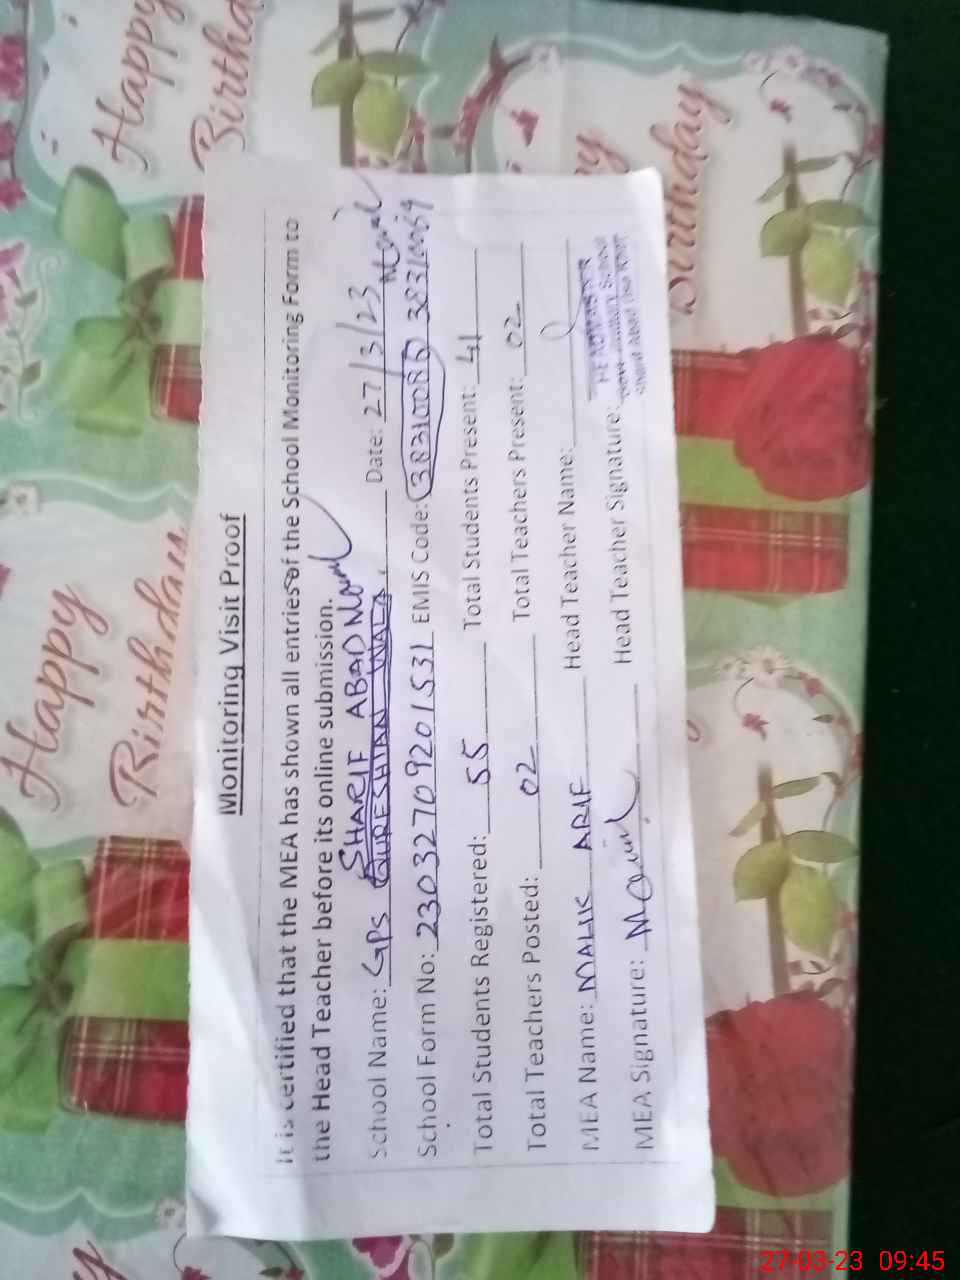 Monitoring Visit Proof
It is certified that the MEA has shown all entries of the School Monitoring Form to
the Head Teacher before its online submission.
SHARIF ABAD
School Name: GPS QURESHIAN WALA Date: 27/3/23
School Form No: 23032709201531 EMIS Code:
Total Students Registered: 55 Total Students Present: 41
Total Teachers Posted: 02 Total Teachers Present: 02
MEA Name: MALIK ARIF Head Teacher Name:
MEA Signature: Head Teacher Signature:
HEADMASTER
Happy
Birthday
Happy
Birthday
Birthday
27-03-23 09:45